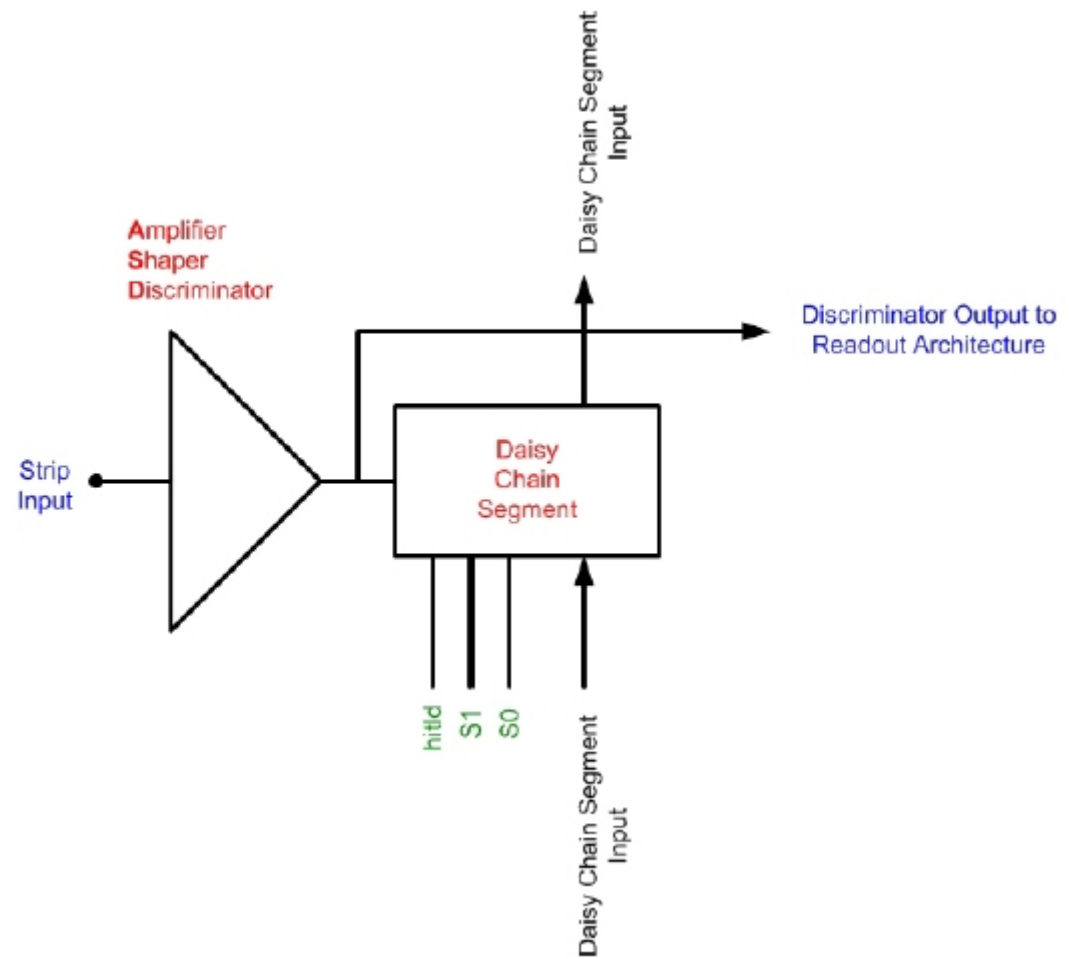 Daisy Chain Segment
Input
Amplifier
Shaper
Discriminator
Discriminator Output to
Readout Architecture
Strip
Input
Daisy
Chain
Segment
hitld
S1
S0
Daisy Chain Segment
Input